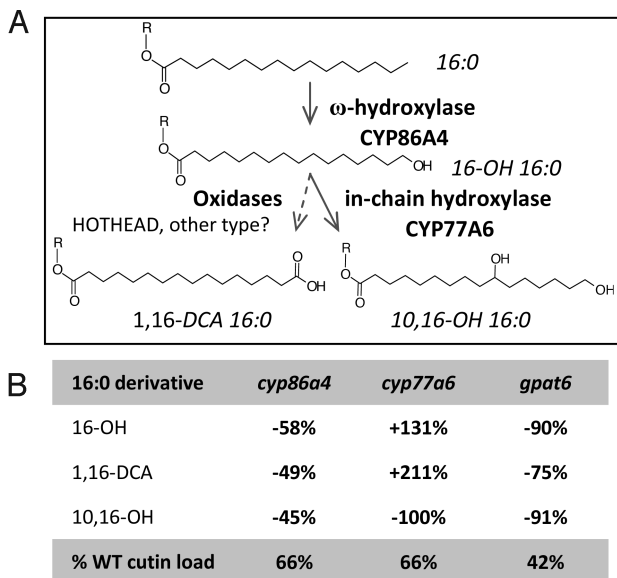 A
R
O
O
16:0
ω-hydroxylase
CYP86A4
R
O
O
OH
16-OH 16:0
Oxidases
in-chain hydroxylase
HOTHEAD, other type?
CYP77A6
R
O
O
O
OH
1,16-DCA 16:0
R
O
O
OH
OH
10,16-OH 16:0
B
16:0 derivative cyp86a4 cyp77a6 gpat6
16-OH -58% +131% -90%
1,16-DCA -49% +211% -75%
10,16-OH -45% -100% -91%
% WT cutin load 66% 66% 42%